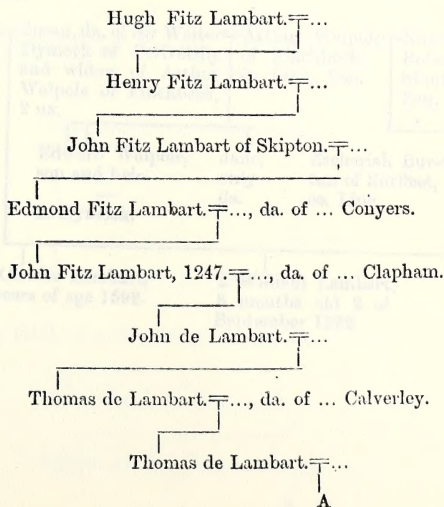 Hugh Fitz Lambart.=...
Henry Fitz Lambart.=...
John Fitz Lambart of Skipton.=...
Edmond Fitz Lambart.=..., da. of ... Conyers.
John Fitz Lambart, 1247.=..., da. of ... Clapham.
John de Lambart.=...
Thomas de Lambart.=..., da. of ... Calverley.
Thomas de Lambart.=...
A